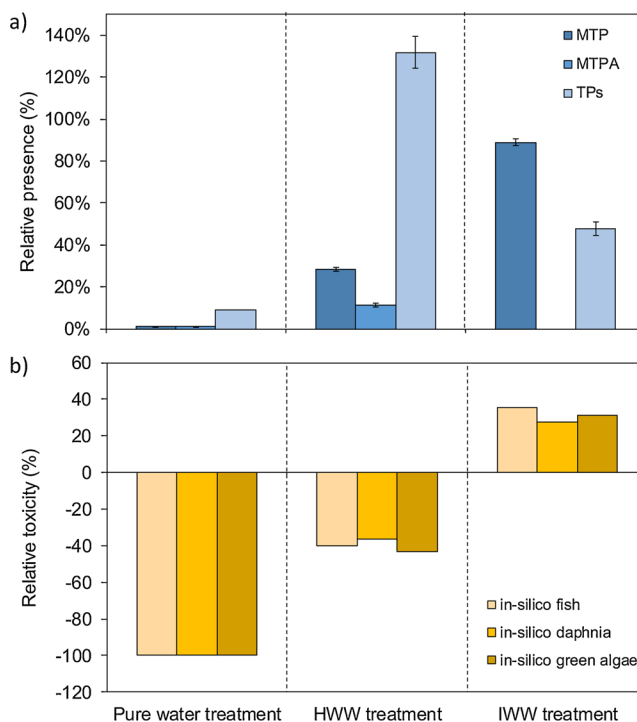 a)
Relative presence (%)
140%
120%
100%
80%
60%
40%
20%
0%
MTP
MTPA
TPs
b)
Relative toxicity (%)
60
40
20
0
-20
-40
-60
-80
-100
-120
in-silico fish
in-silico daphnia
in-silico green algae
Pure water treatment
HWW treatment
IWW treatment